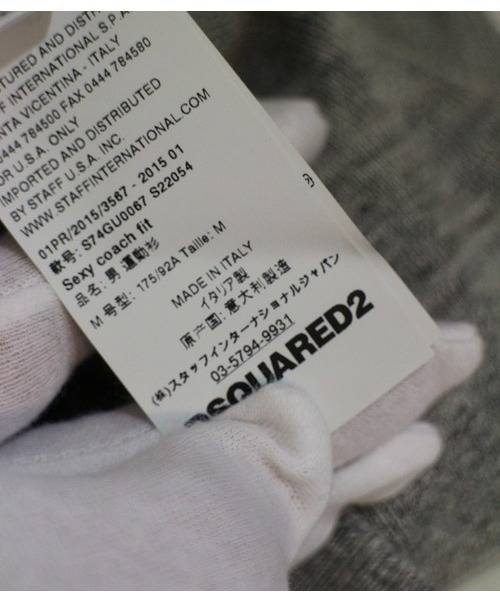 TURED AND DISTR
F INTERNATIONAL S.P.A
NTA VICENTINA - ITALY
0444 784500 FAX 0444 784580
OR U.S.A. ONLY
IMPORTED AND DISTRIBUTED
BY STAFF U.S.A. INC.
WWW.STAFFINTERNATIONAL.COM
01PR/2015/3567 - 2015 01
款号: S74GU0067 S22054
Sexy coach fit
品名: 男 運動衫
M 号型: 175/92A Taille: M
MADE IN ITALY
イタリア製
原产国: 意大利製造
(株)スタッフインターナショナルジャパン
03-5794-9931
DSQUARED2